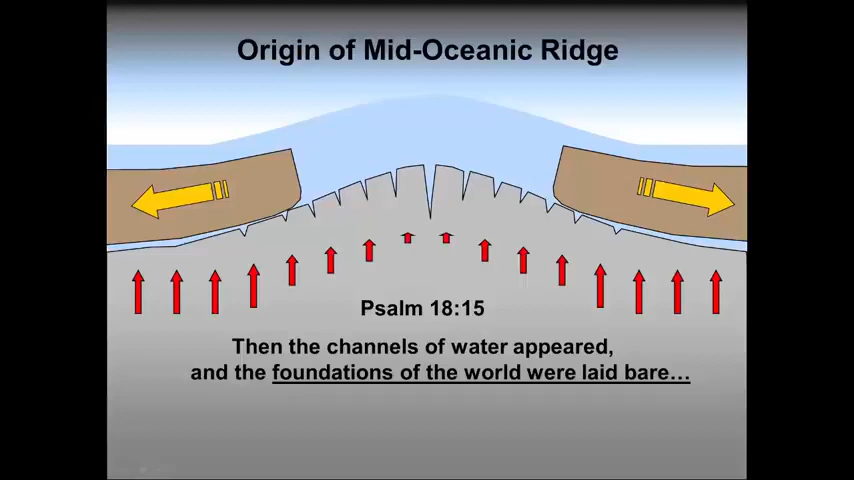 Origin of Mid-Oceanic Ridge
Psalm 18:15
Then the channels of water appeared,
and the foundations of the world were laid bare…